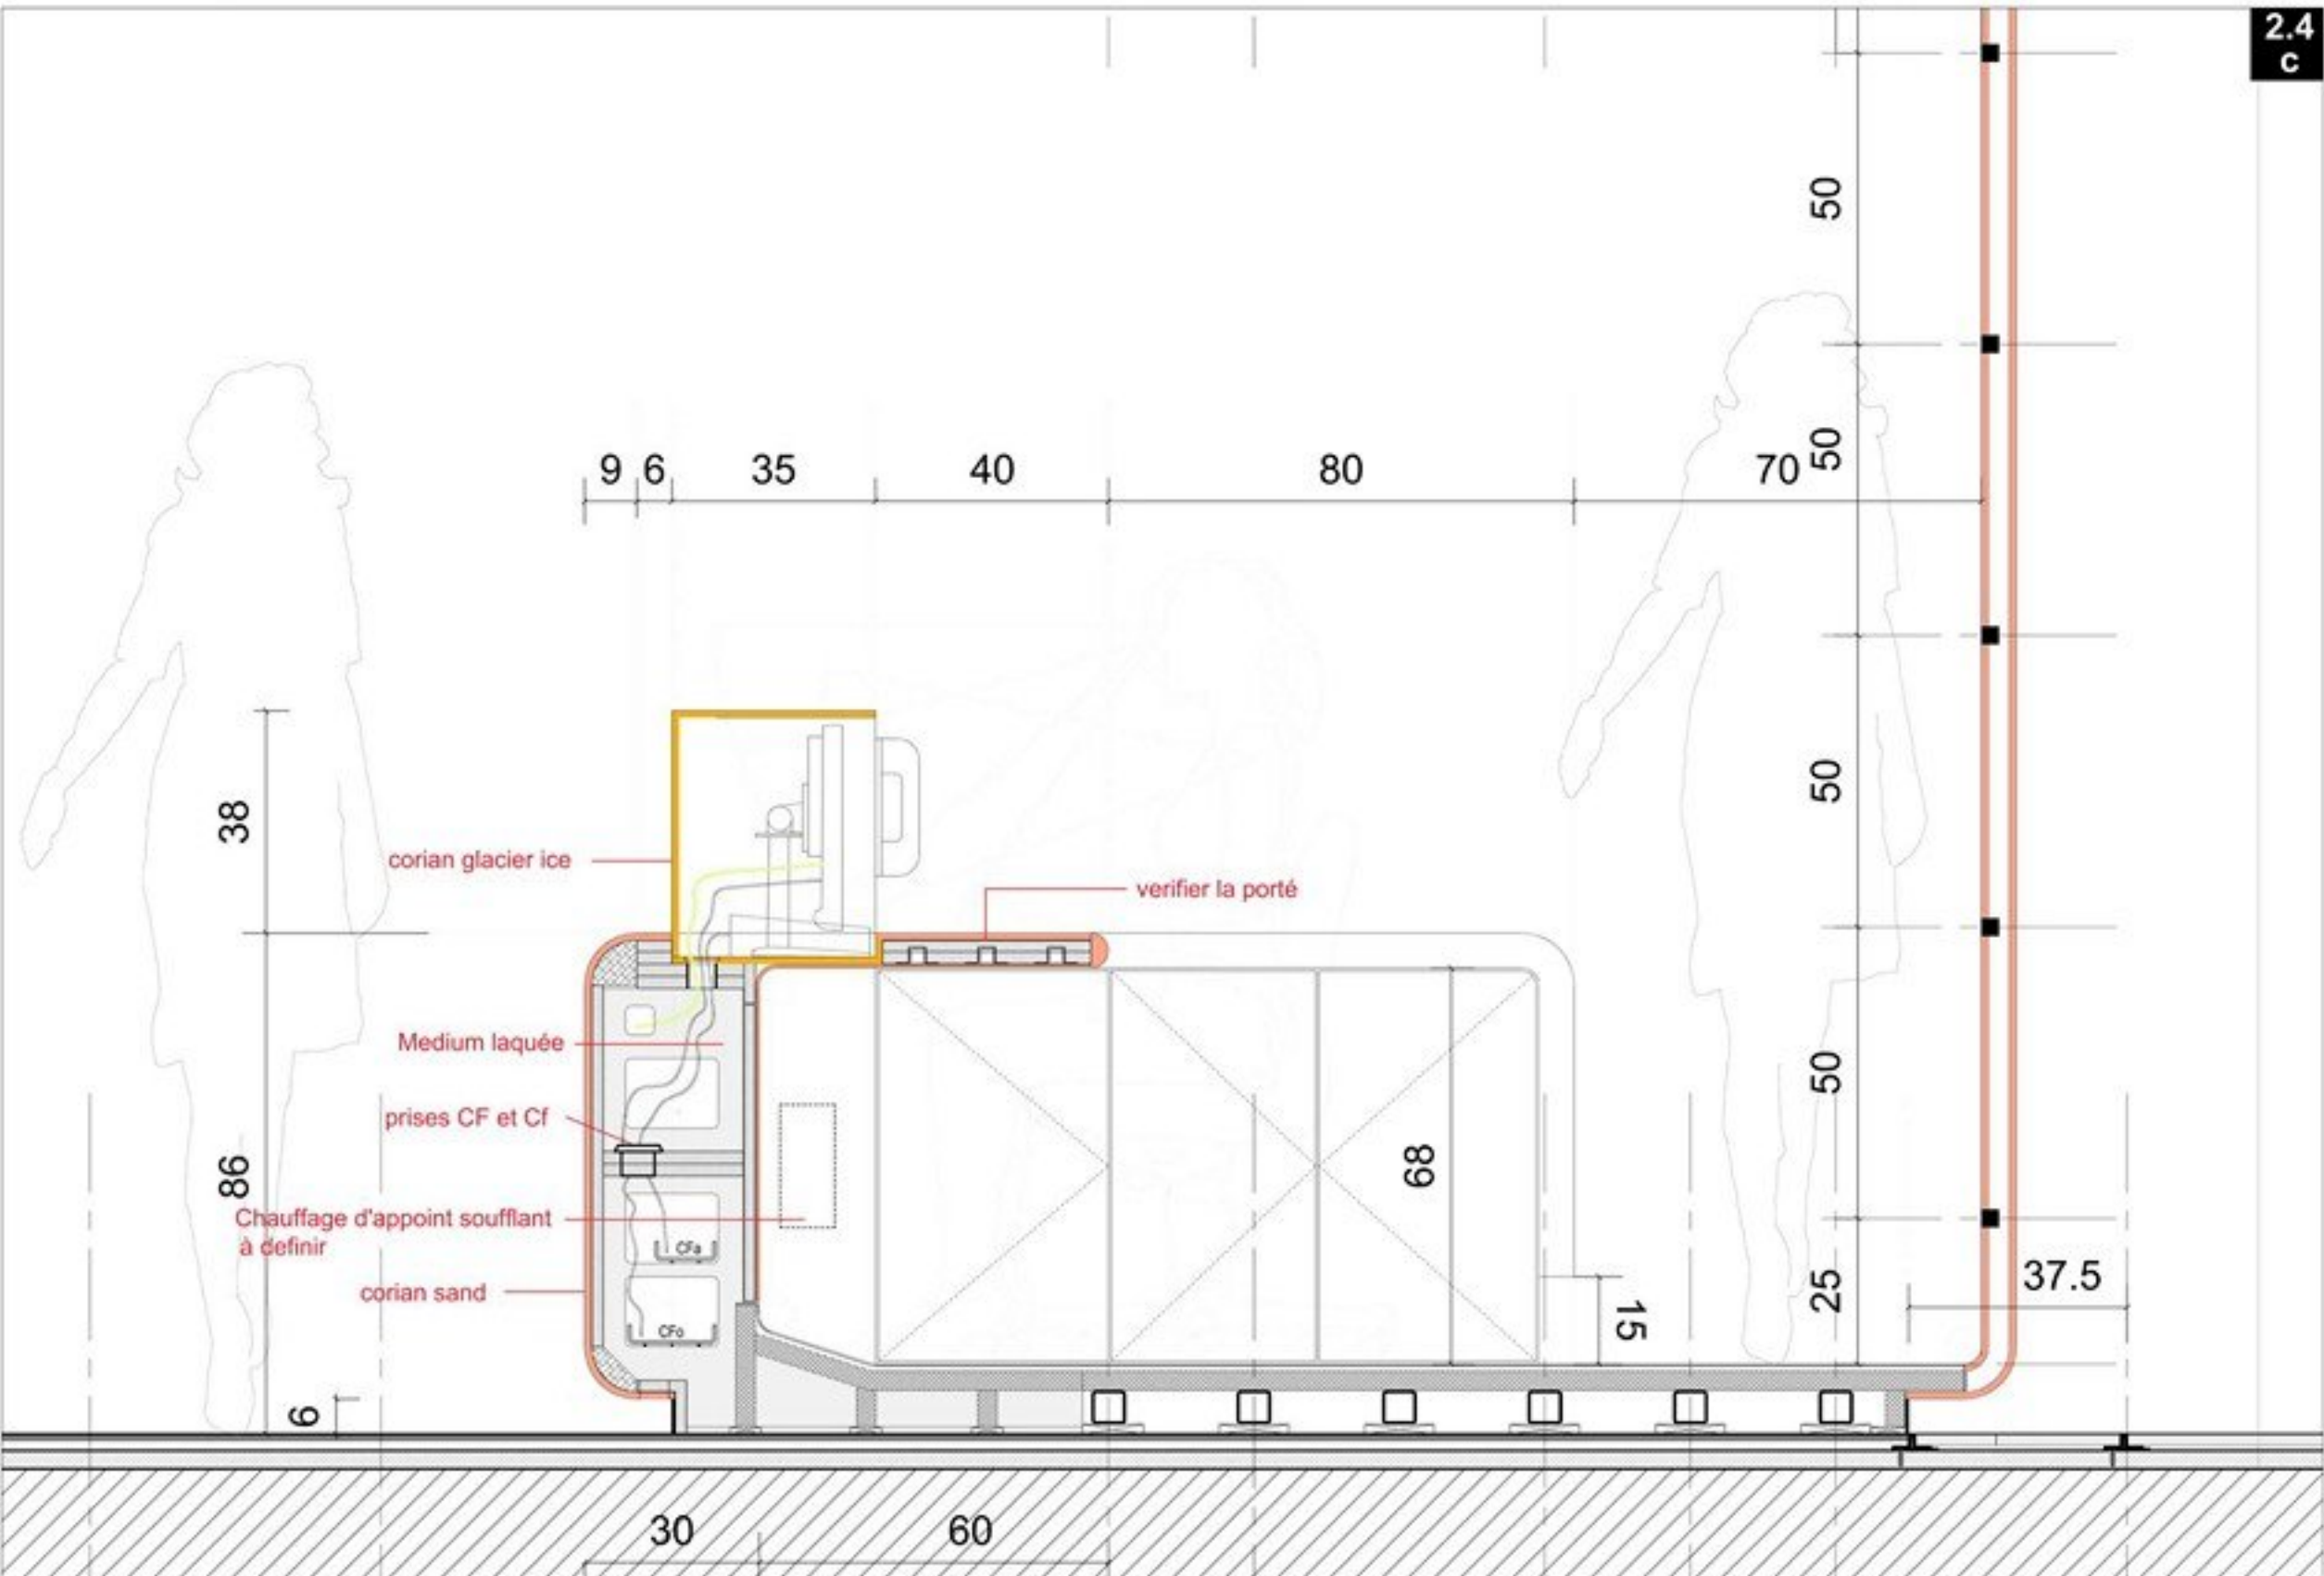 2.4
c
50
9 6 35 40 80 70
50
50
38
corian glacier ice
verifier la porté
Medium laquée
50
prises CF et Cf
68
86
Chauffage d'appoint soufflant
à definir
CFa
37.5
corian sand
25
15
CFo
6
30 60